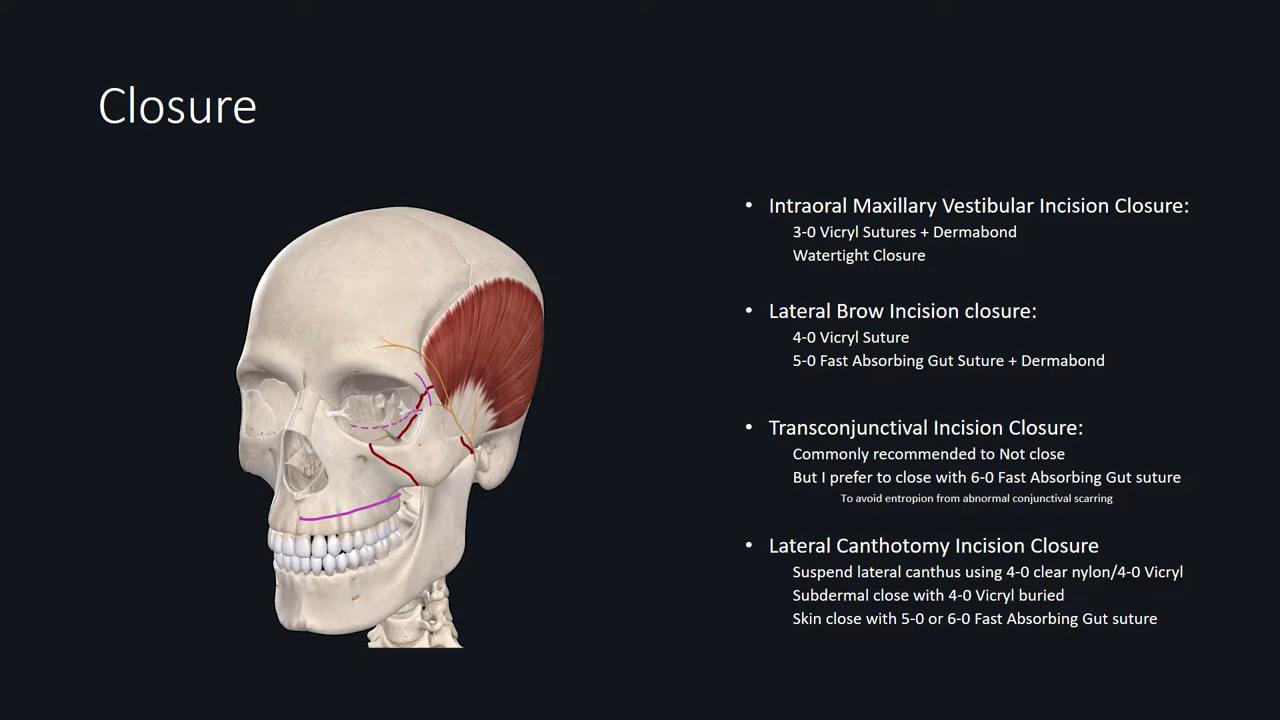 Closure
• Intraoral Maxillary Vestibular Incision Closure:
3-0 Vicryl Sutures + Dermabond
Watertight Closure
• Lateral Brow Incision closure:
4-0 Vicryl Suture
5-0 Fast Absorbing Gut Suture + Dermabond
• Transconjunctival Incision Closure:
Commonly recommended to Not close
But I prefer to close with 6-0 Fast Absorbing Gut suture
To avoid entropion from abnormal conjunctival scarring
• Lateral Canthotomy Incision Closure
Suspend lateral canthus using 4-0 clear nylon/4-0 Vicryl
Subdermal close with 4-0 Vicryl buried
Skin close with 5-0 or 6-0 Fast Absorbing Gut suture